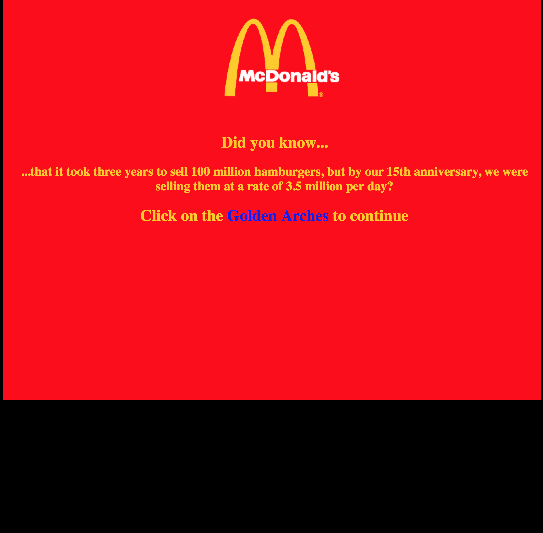 McDonald's
Did you know...
...that it took three years to sell 100 million hamburgers, but by our 15th anniversary, we were
selling them at a rate of 3.5 million per day?
Click on the Golden Arches to continue